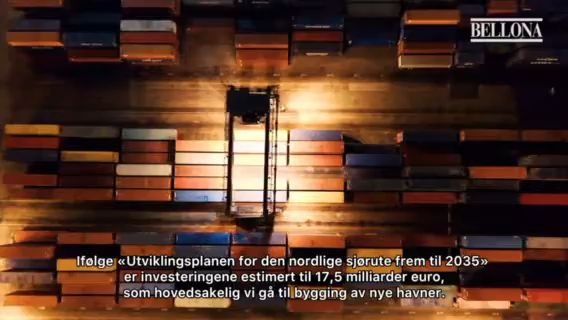 BELLONA
Ifølge «Utviklingsplanen for den nordlige sjørute frem til 2035»
er investeringene estimert til 17,5 milliarder euro,
som hovedsakelig vi gå til bygging av nye havner.